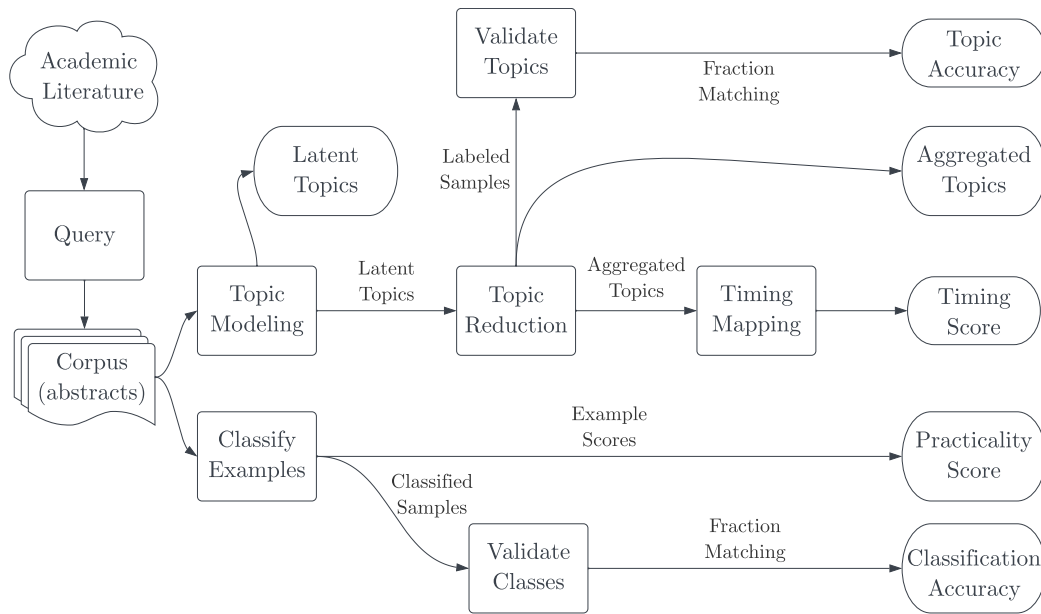 Academic
Literature
Query
Corpus
(abstracts)
Latent
Topics
Topic
Modeling
Latent
Topics
Classify
Examples
Validate
Topics
Labeled
Samples
Topic
Reduction
Aggregated
Topics
Timing
Mapping
Fraction
Matching
Topic
Accuracy
Aggregated
Topics
Timing
Score
Example
Scores
Practicality
Score
Classified
Samples
Validate
Classes
Fraction
Matching
Classification
Accuracy